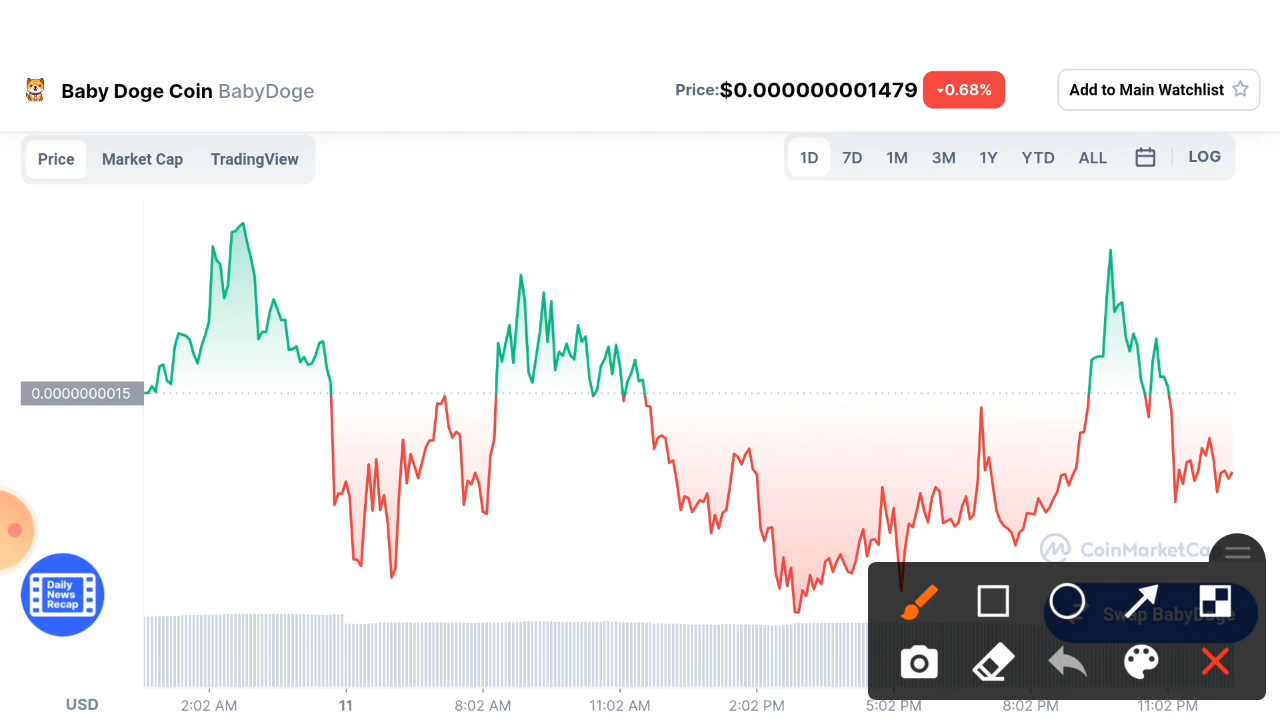 Baby Doge Coin BabyDoge
Price:$0.000000001479 0.68%
Add to Main Watchlist
Price Market Cap TradingView
1D 7D 1M 3M 1Y YTD ALL LOG
0.0000000015
CoinMarketCa
Daily
News
Recap
Swap BabyDoge
USD 2:02 AM 11 8:02 AM 11:02 AM 2:02 PM 5:02 PM 8:02 PM 11:02 PM